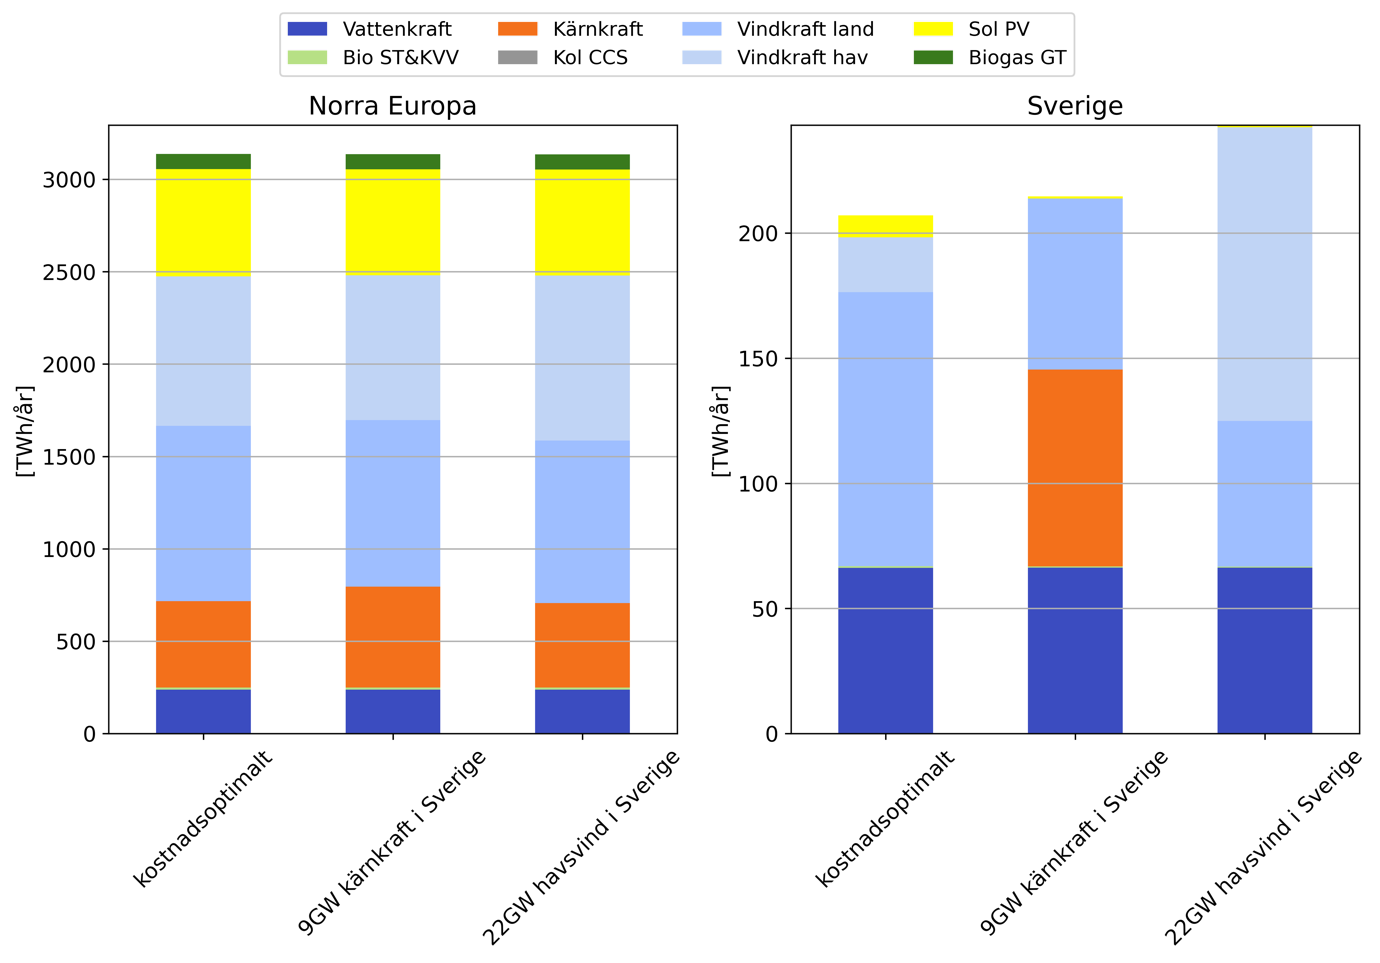 Vattenkraft Kärnkraft Vindkraft land Sol PV
Bio ST&KVV Kol CCS Vindkraft hav Biogas GT
Norra Europa
[TWh/år]
3000
2500
2000
1500
1000
500
0
kostnadsoptimalt
9GW kärnkraft i Sverige
22GW havsvind i Sverige
Sverige
[TWh/år]
200
150
100
50
0
kostnadsoptimalt
9GW kärnkraft i Sverige
22GW havsvind i Sverige